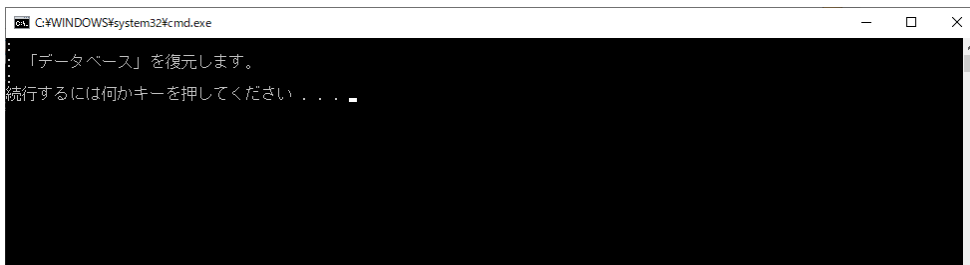 C:¥WINDOWS¥system32¥cmd.exe
:
: 「データベース」を復元します。
:
続行するには何かキーを押してください . . .